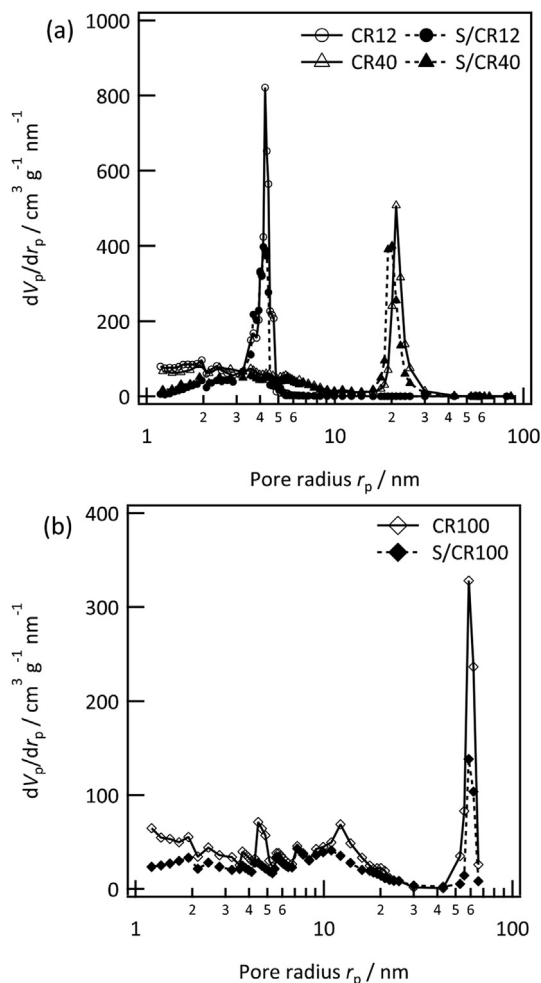 (a)
CR12 S/CR12
CR40 S/CR40
1000
800
600
400
200
0
dVp/drp / cm³ g⁻¹ nm⁻¹
1 2 3 4 5 6 10 2 3 4 5 6 100
Pore radius rp / nm
(b)
CR100
S/CR100
400
300
200
100
0
dVp/drp / cm³ g⁻¹ nm⁻¹
1 2 3 4 5 6 10 2 3 4 5 6 100
Pore radius rp / nm